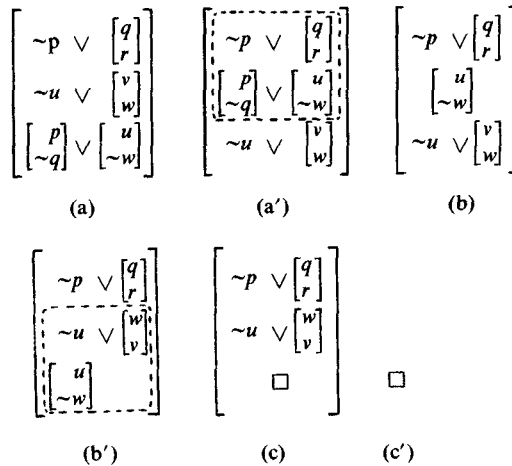 ~p ∨ [q r]
~u ∨ [v w]
[p ~q] ∨ [u ~w]
(a)
~p ∨ [q r]
[p ~q] ∨ [u ~w]
~u ∨ [v w]
(a′)
~p ∨ [q r]
[u ~w]
~u ∨ [v w]
(b)
~p ∨ [q r]
~u ∨ [w v]
[u ~w]
(b′)
~p ∨ [q r]
~u ∨ [w v]
□
(c)
□
(c′)